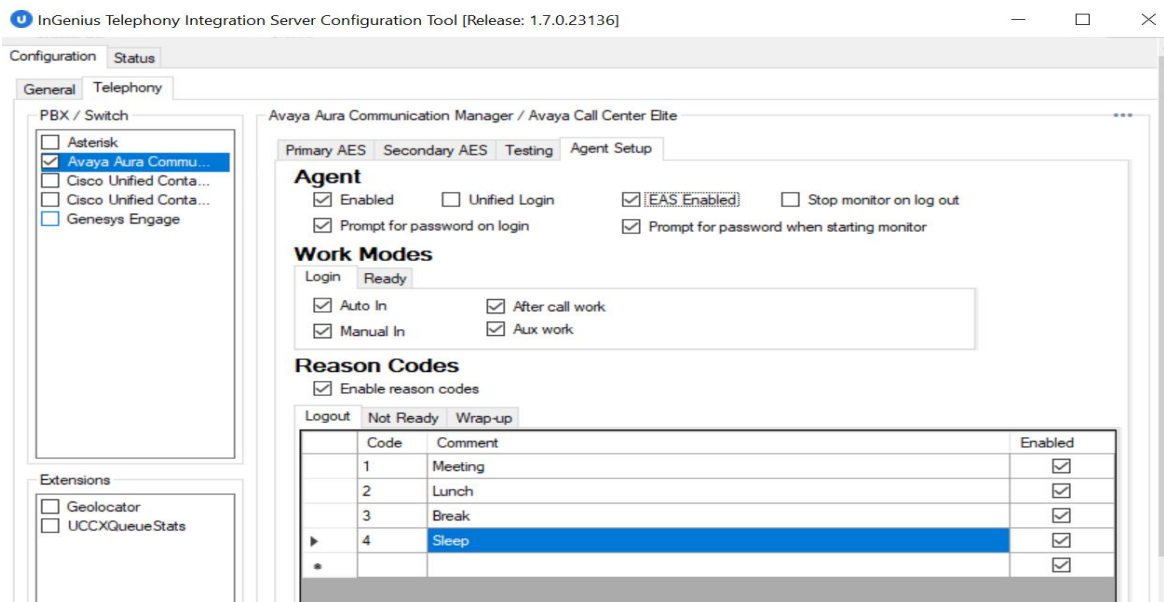 InGenius Telephony Integration Server Configuration Tool [Release: 1.7.0.23136]
Configuration Status
General Telephony
PBX / Switch
Asterisk
Avaya Aura Commu...
Cisco Unified Conta...
Cisco Unified Conta...
Genesys Engage
Extensions
Geolocator
UCCXQueueStats
Avaya Aura Communication Manager / Avaya Call Center Elite
Primary AES Secondary AES Testing Agent Setup
Agent
Enabled Unified Login EAS Enabled Stop monitor on log out
Prompt for password on login Prompt for password when starting monitor
Work Modes
Login Ready
Auto In After call work
Manual In Aux work
Reason Codes
Enable reason codes
Logout Not Ready Wrap-up
Code Comment Enabled
1 Meeting
2 Lunch
3 Break
4 Sleep